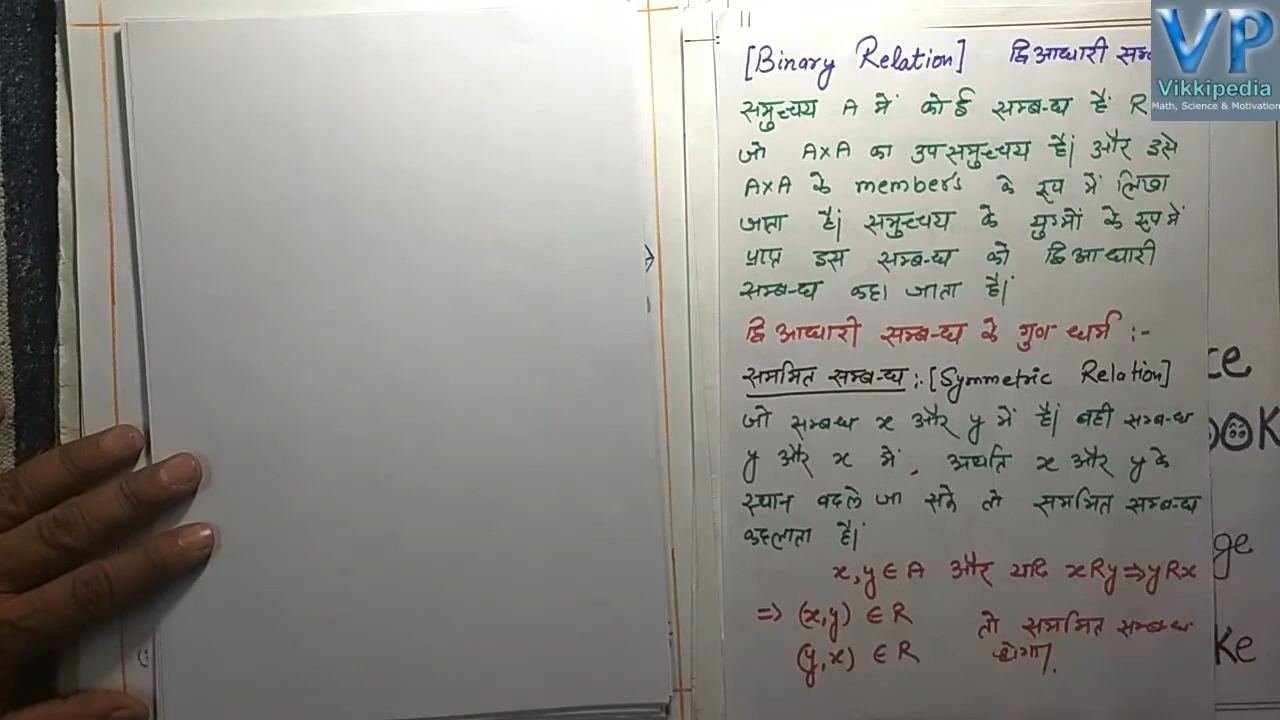 [Binary Relation] द्विआधारी सम्ब
समुच्चय A में कोई सम्बन्ध हैं R
जो A×A का उपसमुच्चय है। और इसे
A×A के member's के रूप में लिखा
जाता है। समुच्चय के युग्मों के रूप में
प्राप्त इस सम्बन्ध को द्विआधारी
सम्बन्ध कहा जाता है।
द्विआधारी सम्बन्ध के गुण धर्म :-
सममित सम्बन्ध :- [Symmetric Relation]
जो सम्बन्ध x और y में है। वही सम्बन्ध
y और x में, अर्थात x और y के
स्थान बदले जा सके तो सममित सम्बन्ध
कहलाता है।
x, y ∈ A और यदि xRy ⇒ yRx
⇒ (x,y) ∈ R तो सममित सम्बन्ध
(y,x) ∈ R होगा।
VP
Vikkipedia
Math, Science & Motivation
ce
OOK
ge
Ke